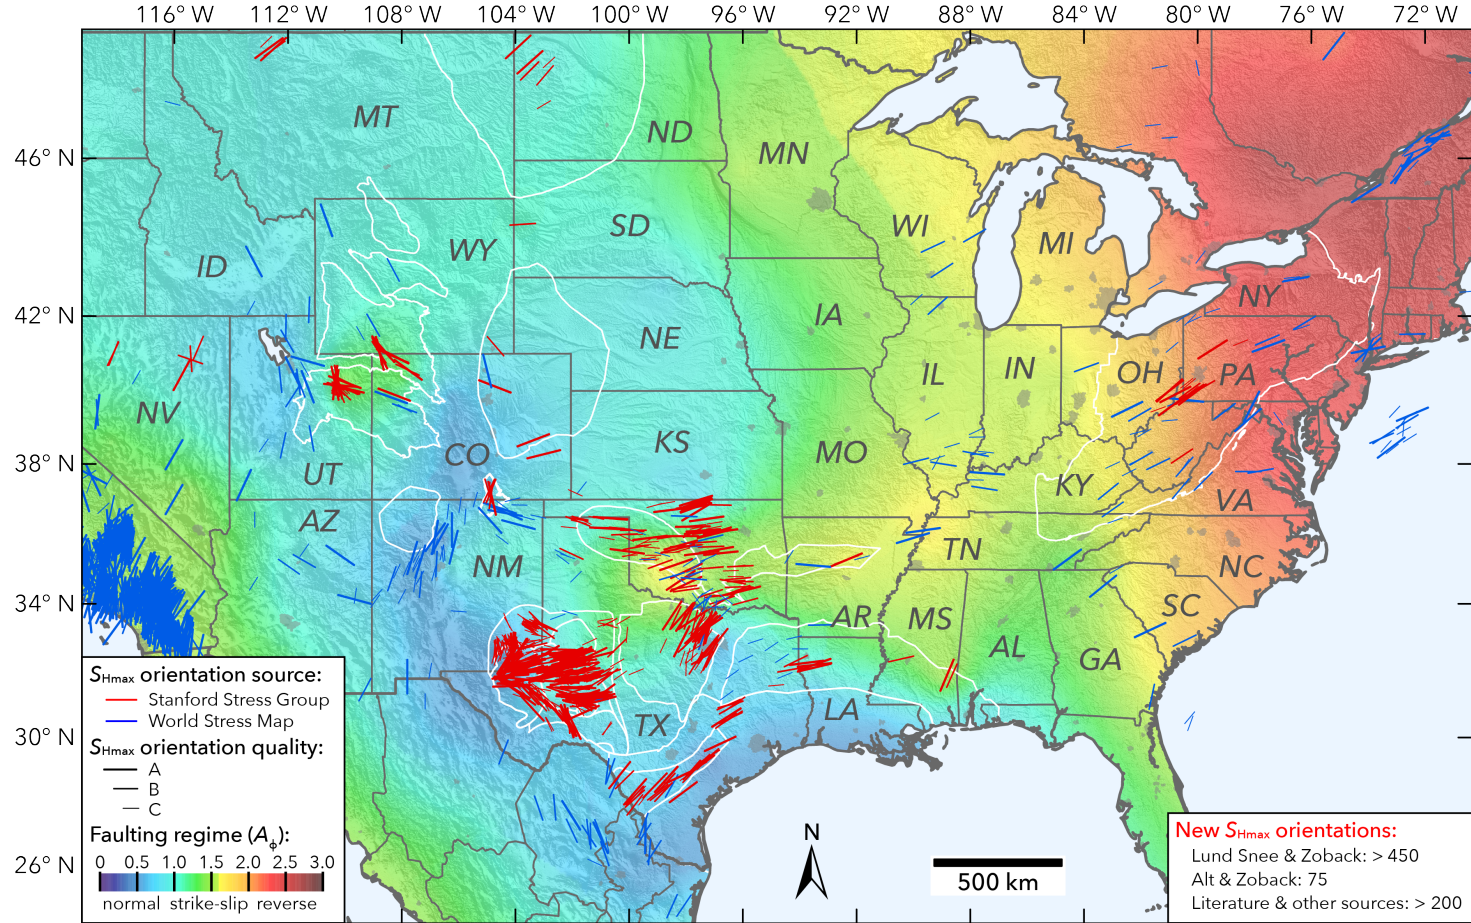 116° W 112° W 108° W 104° W 100° W 96° W 92° W 88° W 84° W 80° W 76° W 72° W
46° N
42° N
38° N
34° N
30° N
26° N
MT
ND
MN
ID
WY
SD
WI
MI
NY
IA
NE
IL
IN
OH
PA
NV
UT
CO
KS
MO
KY
VA
AZ
NM
TN
NC
AR
MS
AL
GA
SC
TX
LA
SHmax orientation source:
Stanford Stress Group
World Stress Map
SHmax orientation quality:
A
B
C
Faulting regime (Aϕ):
0 0.5 1.0 1.5 2.0 2.5 3.0
normal strike-slip reverse
N
500 km
New SHmax orientations:
Lund Snee & Zoback: > 450
Alt & Zoback: 75
Literature & other sources: > 200